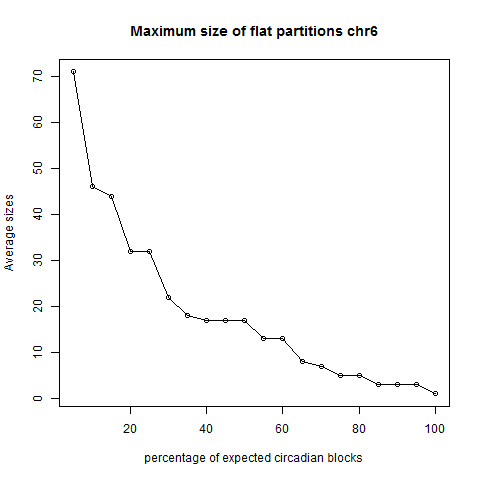 Maximum size of flat partitions chr6
70
60
50
40
30
20
10
0
Average sizes
20 40 60 80 100
percentage of expected circadian blocks